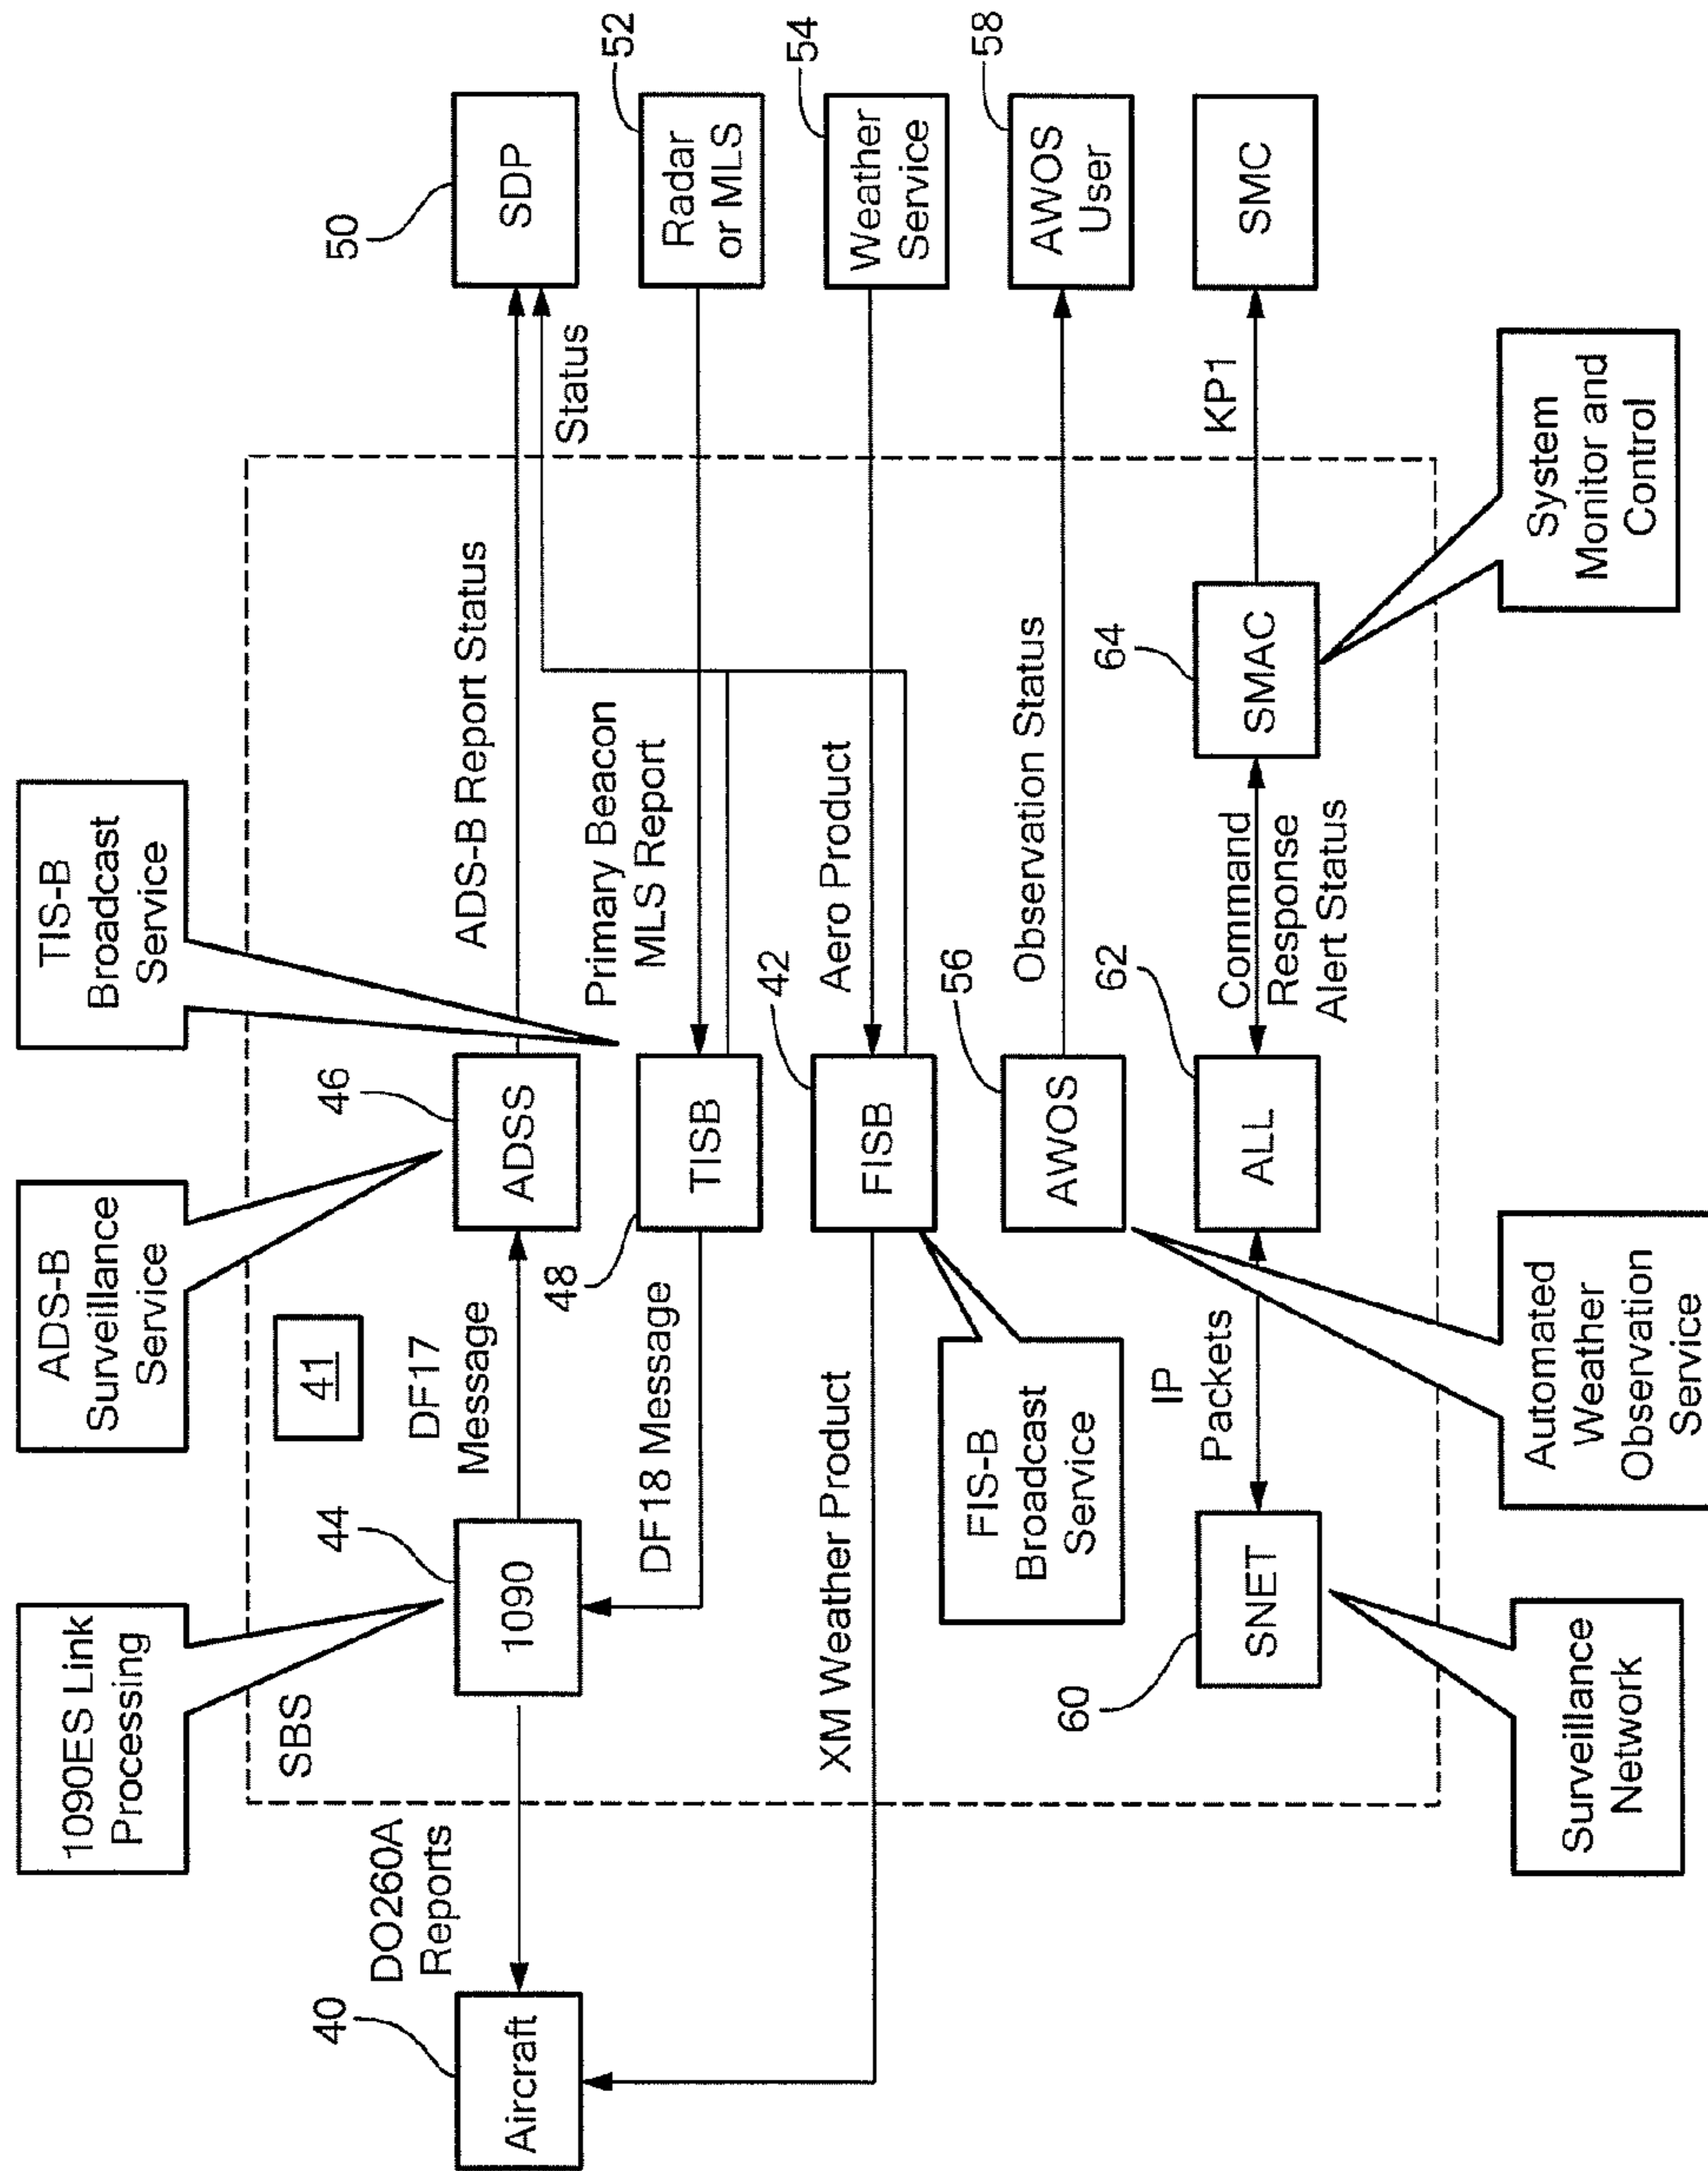 1090ES Link
Processing
ADS-B
Surveillance
Service
TIS-B
Broadcast
Service
SBS
41
40
Aircraft
DO260A
Reports
44
1090
DF17
Message
46
ADSS
ADS-B Report Status
50
SDP
Status
DF18 Message
48
TISB
Primary Beacon
MLS Report
52
Radar
or MLS
XM Weather Product
42
FISB
Aero Product
54
Weather
Service
FIS-B
Broadcast
Service
56
AWOS
Observation Status
58
AWOS
User
60
SNET
IP
Packets
62
ALL
Command
Response
Alert Status
64
SMAC
KP1
SMC
Surveillance
Network
Automated
Weather
Observation
Service
System
Monitor and
Control